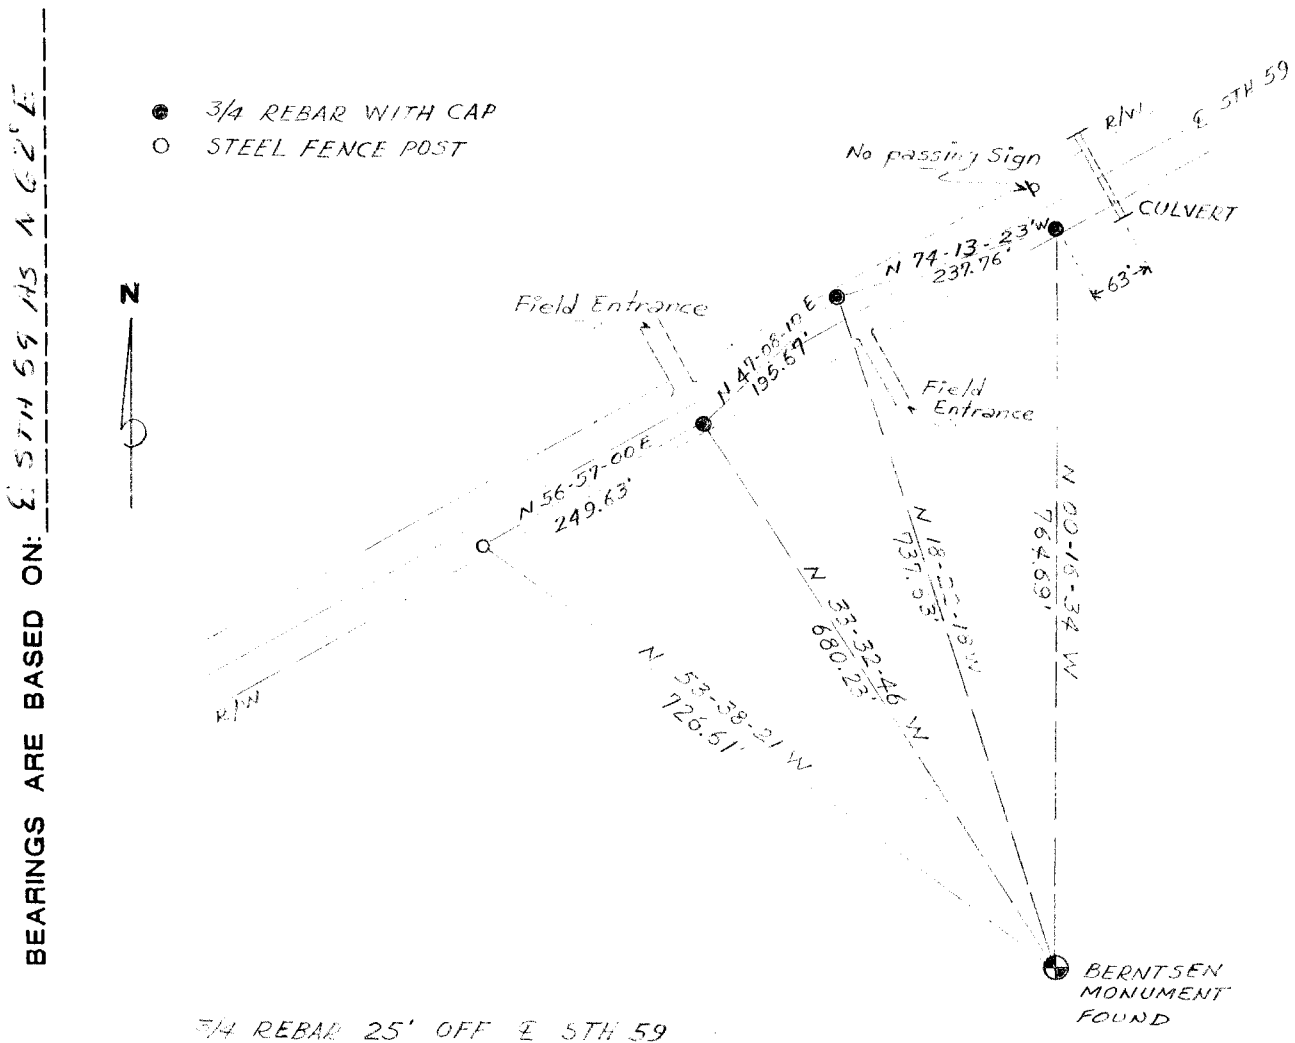 BEARINGS ARE BASED ON: ℄ STH 59 AS N 62° E
3/4 REBAR WITH CAP
STEEL FENCE POST
N
℄ STH 59
R/W
No passing Sign
CULVERT
63'
N 74-13-23 W
237.76'
Field Entrance
N 47-08-10 E
195.67'
Field
Entrance
N 56-57-00 E
249.63'
R/W
N 53-38-21 W
726.61'
N 33-32-46 W
680.23'
N 18-22-18 W
737.03'
N 00-16-34 W
764.69'
BERNTSEN
MONUMENT
FOUND
3/4 REBAR 25' OFF ℄ STH 59